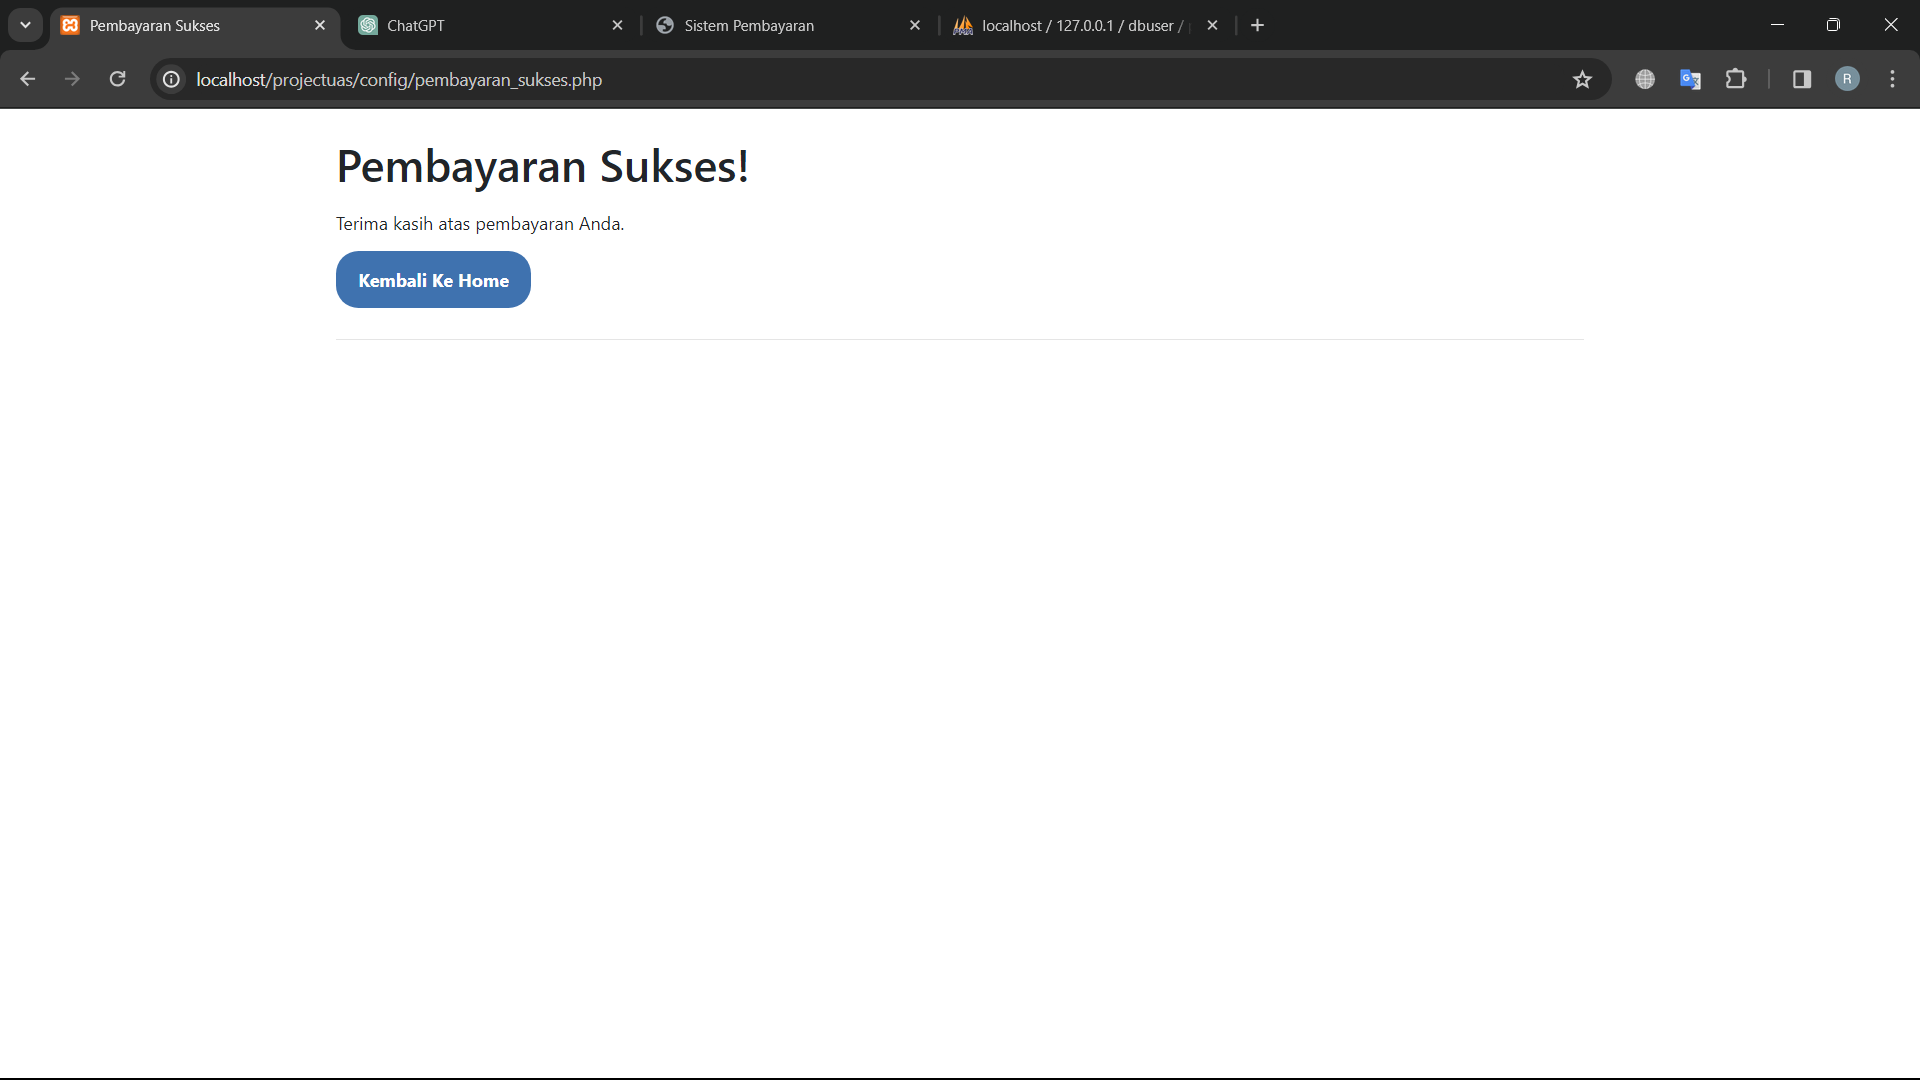 Pembayaran Sukses
ChatGPT
Sistem Pembayaran
localhost / 127.0.0.1 / dbuser /
localhost/projectuas/config/pembayaran_sukses.php
R
Pembayaran Sukses!
Terima kasih atas pembayaran Anda.
Kembali Ke Home